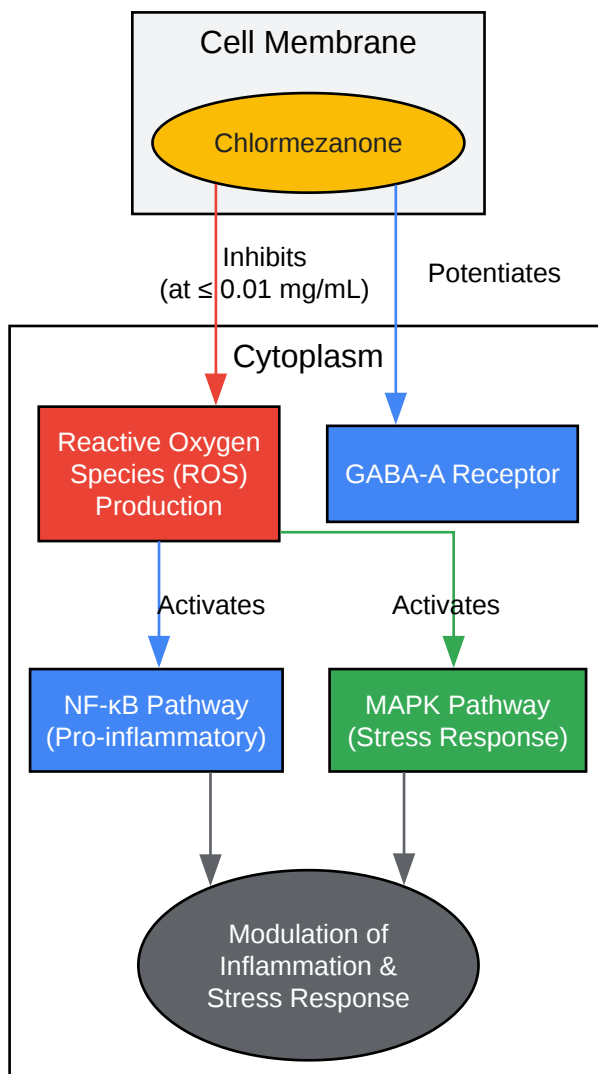 Cell Membrane
Chlormezanone
Inhibits
(at ≤ 0.01 mg/mL)
Potentiates
Cytoplasm
Reactive Oxygen
Species (ROS)
Production
GABA-A Receptor
Activates
Activates
NF-κB Pathway
(Pro-inflammatory)
MAPK Pathway
(Stress Response)
Modulation of
Inflammation &
Stress Response